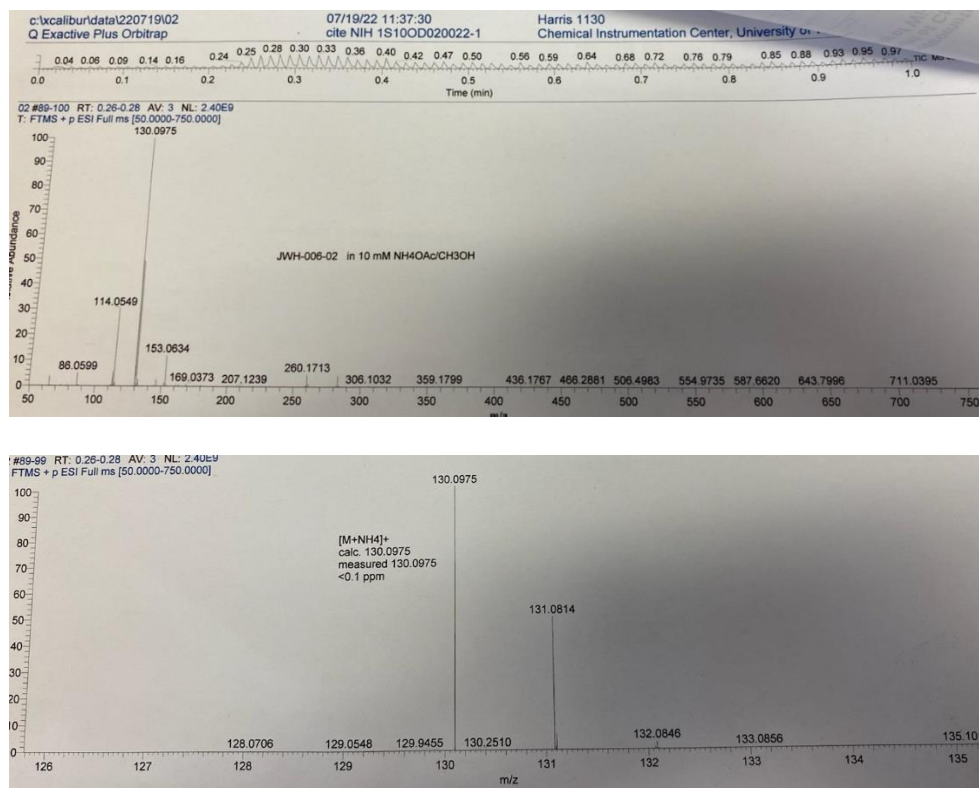 c:\xcalibur\data\220719\02 07/19/22 11:37:30 Harris 1130
Q Exactive Plus Orbitrap cite NIH 1S10OD020022-1 Chemical Instrumentation Center, University
0.04 0.06 0.09 0.14 0.16 0.24 0.25 0.28 0.30 0.33 0.36 0.40 0.42 0.47 0.50 0.56 0.59 0.64 0.68 0.72 0.76 0.79 0.85 0.88 0.93 0.95 0.97 TIC
0.0 0.1 0.2 0.3 0.4 0.5 0.6 0.7 0.8 0.9 1.0
Time (min)
02 #89-100 RT: 0.26-0.28 AV: 3 NL: 2.40E9
T: FTMS + p ESI Full ms [50.0000-750.0000]
130.0975
100
90
80
70
60
50
40
30
20
10
0
Abundance
JWH-006-02 in 10 mM NH4OAc/CH3OH
114.0549
153.0634
86.0599
169.0373 207.1239 260.1713 306.1032 359.1799 436.1767 466.2881 506.4983 554.9735 587.6620 643.7996 711.0395
50 100 150 200 250 300 350 400 450 500 550 600 650 700 750
m/z
#89-99 RT: 0.26-0.28 AV: 3 NL: 2.40E9
FTMS + p ESI Full ms [50.0000-750.0000]
130.0975
100
90
80
70
60
50
40
30
20
10
0
[M+NH4]+
calc. 130.0975
measured 130.0975
<0.1 ppm
131.0814
128.0706 129.0548 129.9455 130.2510 132.0846 133.0856 135.10
126 127 128 129 130 131 132 133 134 135
m/z